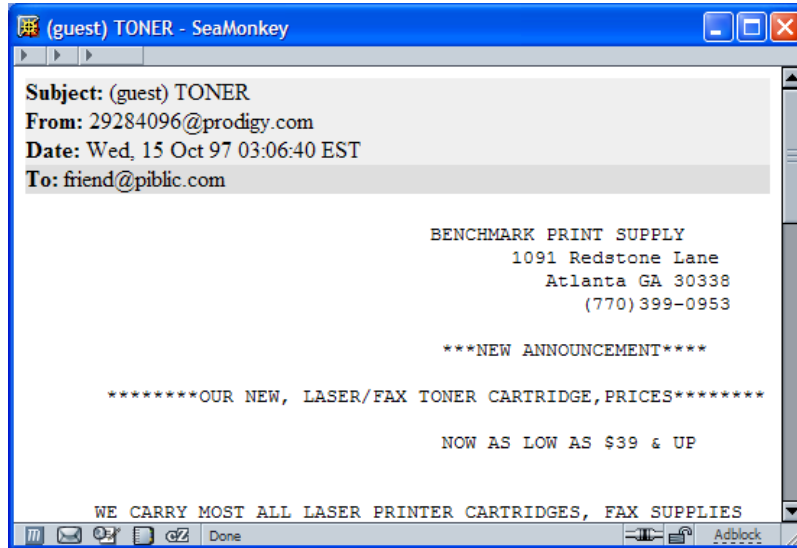 (guest) TONER - SeaMonkey
Subject: (guest) TONER
From: 29284096@prodigy.com
Date: Wed, 15 Oct 97 03:06:40 EST
To: friend@piblic.com
BENCHMARK PRINT SUPPLY
1091 Redstone Lane
Atlanta GA 30338
(770)399-0953
***NEW ANNOUNCEMENT****
********OUR NEW, LASER/FAX TONER CARTRIDGE,PRICES********
NOW AS LOW AS $39 & UP
WE CARRY MOST ALL LASER PRINTER CARTRIDGES, FAX SUPPLIES
Done
Adblock